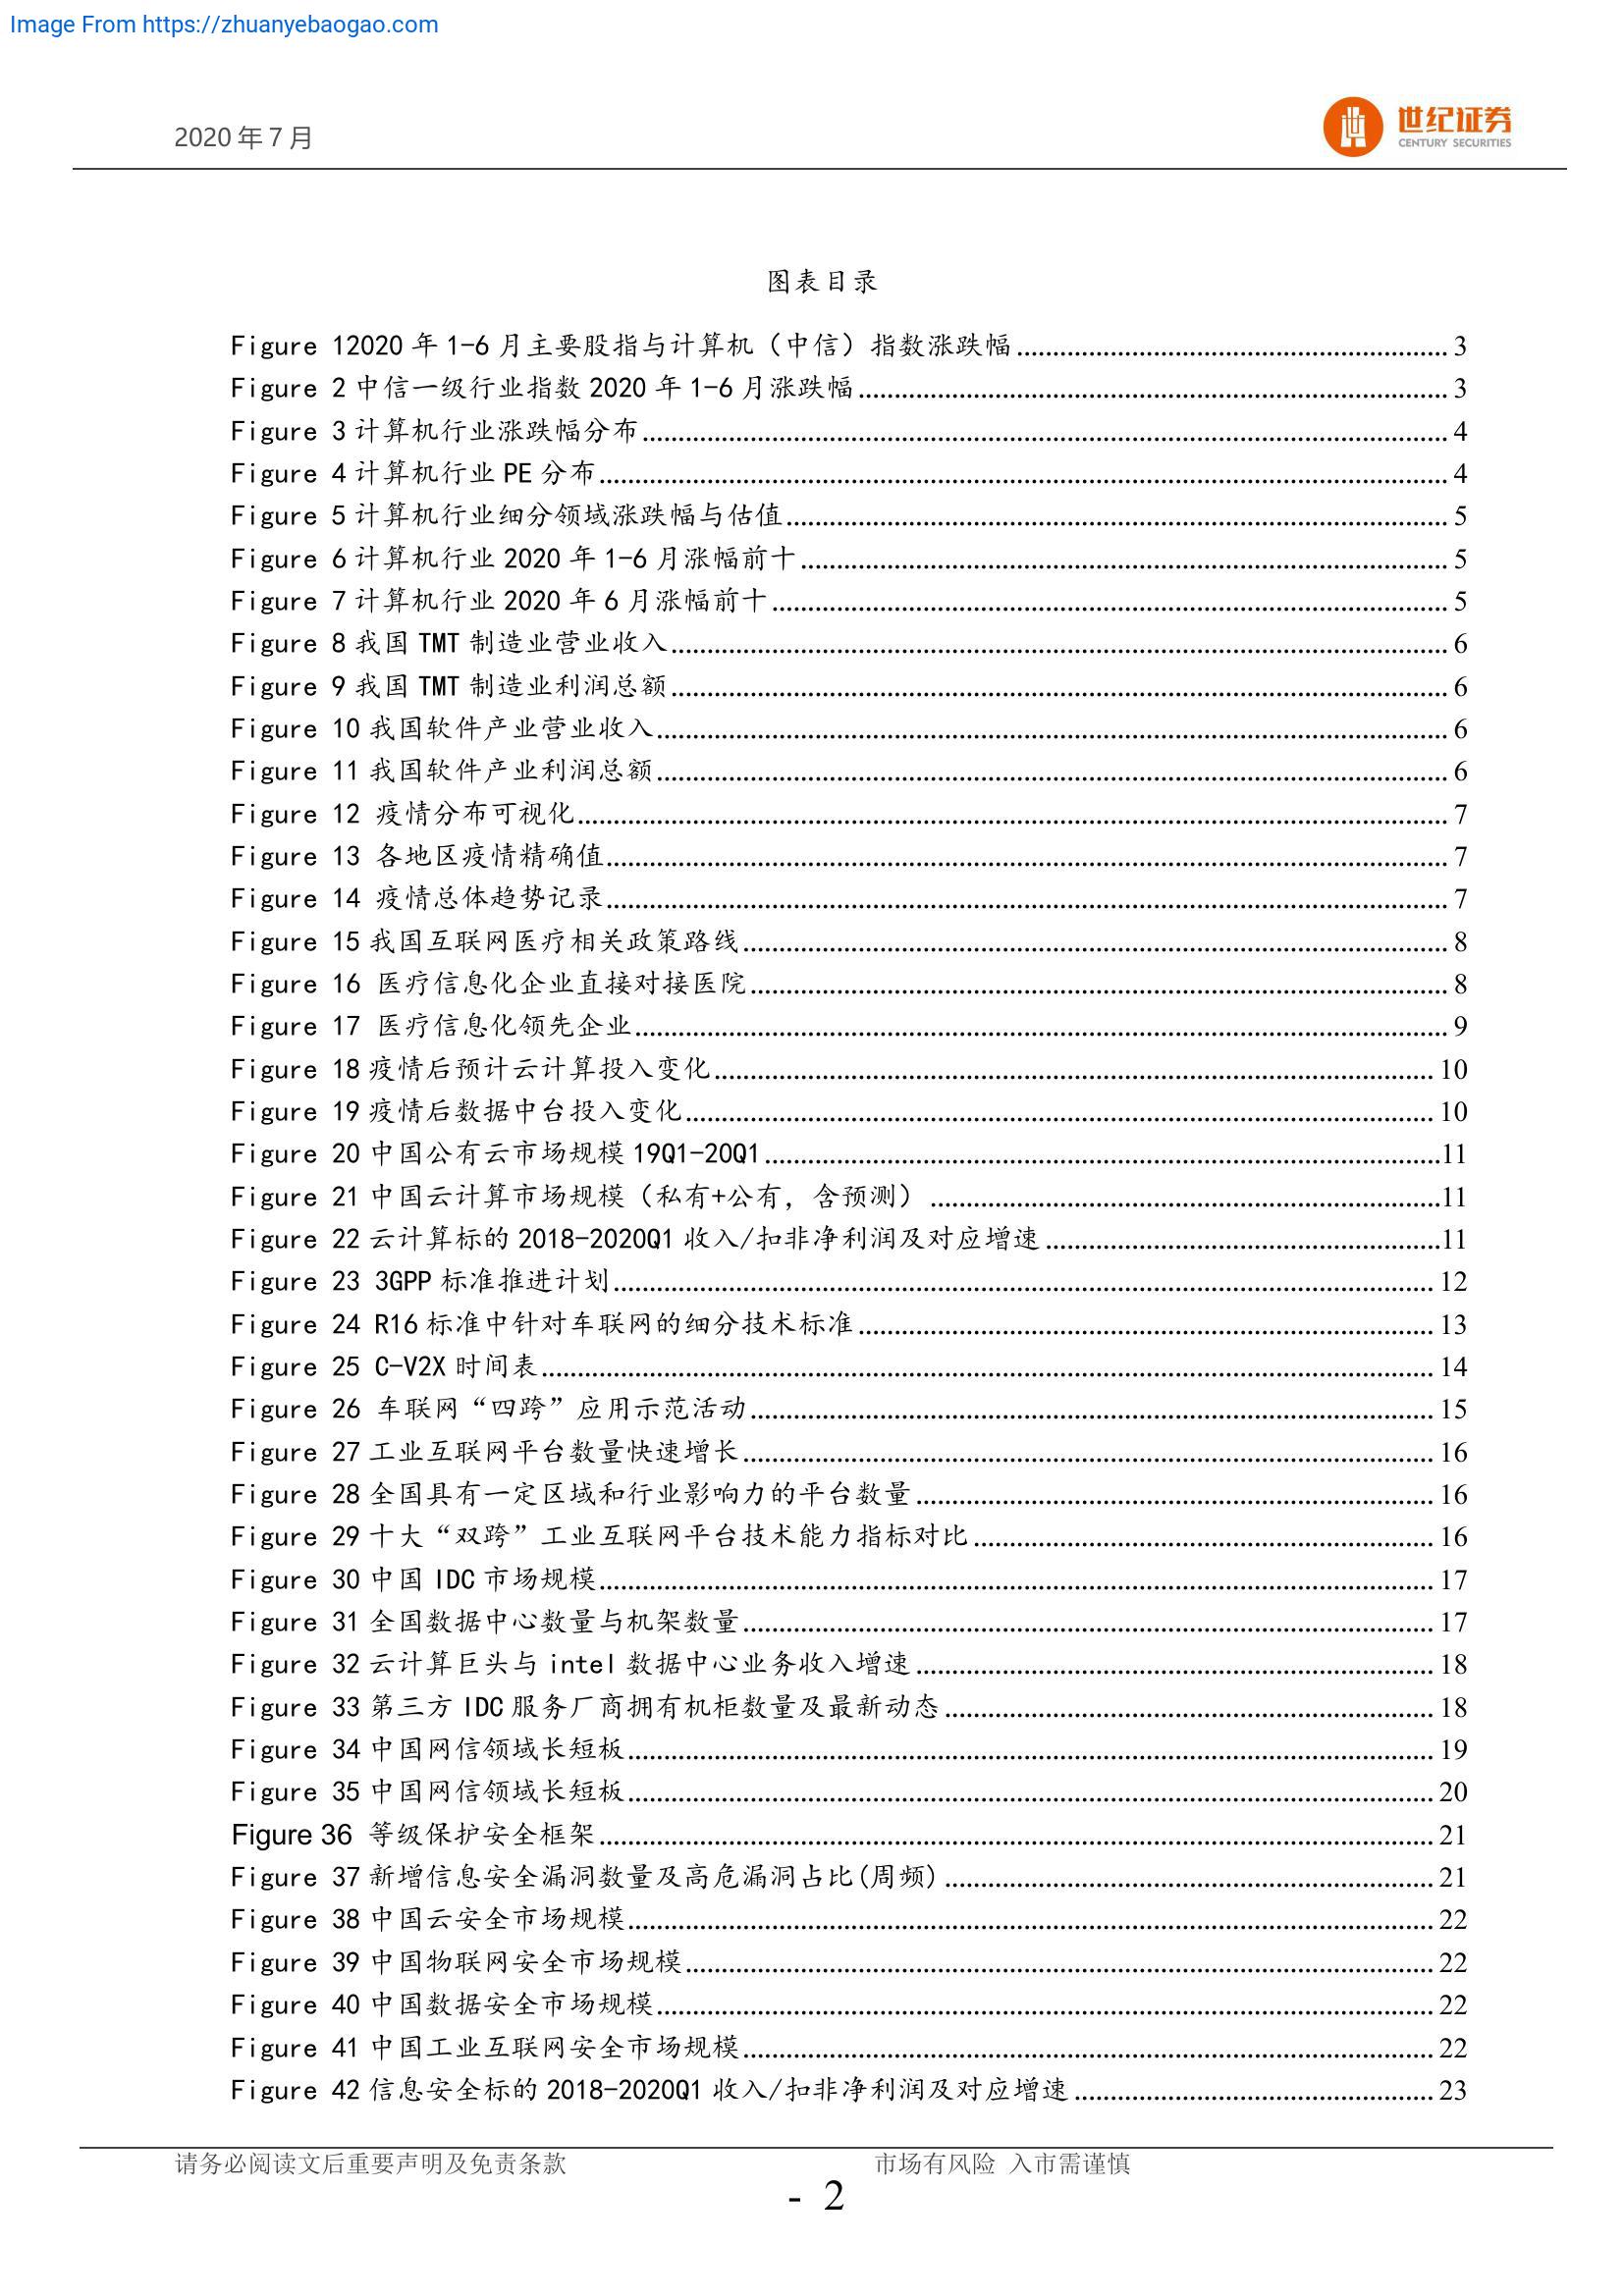 Image From https://zhuanyebaogao.com
2020年7月
世纪证券
CENTURY SECURITIES
图表目录
Figure 12020 年 1-6 月主要股指与计算机（中信）指数涨跌幅 3
Figure 2 中信一级行业指数 2020 年 1-6 月涨跌幅 3
Figure 3 计算机行业涨跌幅分布 4
Figure 4 计算机行业 PE 分布 4
Figure 5 计算机行业细分领域涨跌幅与估值 5
Figure 6 计算机行业 2020 年 1-6 月涨幅前十 5
Figure 7 计算机行业 2020 年 6 月涨幅前十 5
Figure 8 我国 TMT 制造业营业收入 6
Figure 9 我国 TMT 制造业利润总额 6
Figure 10 我国软件产业营业收入 6
Figure 11 我国软件产业利润总额 6
Figure 12 疫情分布可视化 7
Figure 13 各地区疫情精确值 7
Figure 14 疫情总体趋势记录 7
Figure 15 我国互联网医疗相关政策路线 8
Figure 16 医疗信息化企业直接对接医院 8
Figure 17 医疗信息化领先企业 9
Figure 18 疫情后预计云计算投入变化 10
Figure 19 疫情后数据中台投入变化 10
Figure 20 中国公有云市场规模 19Q1-20Q1 11
Figure 21 中国云计算市场规模（私有+公有，含预测） 11
Figure 22 云计算标的 2018-2020Q1 收入/扣非净利润及对应增速 11
Figure 23 3GPP 标准推进计划 12
Figure 24 R16 标准中针对车联网的细分技术标准 13
Figure 25 C-V2X 时间表 14
Figure 26 车联网“四跨”应用示范活动 15
Figure 27 工业互联网平台数量快速增长 16
Figure 28 全国具有一定区域和行业影响力的平台数量 16
Figure 29 十大“双跨”工业互联网平台技术能力指标对比 16
Figure 30 中国 IDC 市场规模 17
Figure 31 全国数据中心数量与机架数量 17
Figure 32 云计算巨头与 intel 数据中心业务收入增速 18
Figure 33 第三方 IDC 服务厂商拥有机柜数量及最新动态 18
Figure 34 中国网信领域长短板 19
Figure 35 中国网信领域长短板 20
Figure 36 等级保护安全框架 21
Figure 37 新增信息安全漏洞数量及高危漏洞占比(周频) 21
Figure 38 中国云安全市场规模 22
Figure 39 中国物联网安全市场规模 22
Figure 40 中国数据安全市场规模 22
Figure 41 中国工业互联网安全市场规模 22
Figure 42 信息安全标的 2018-2020Q1 收入/扣非净利润及对应增速 23
请务必阅读文后重要声明及免责条款 市场有风险 入市需谨慎
- 2